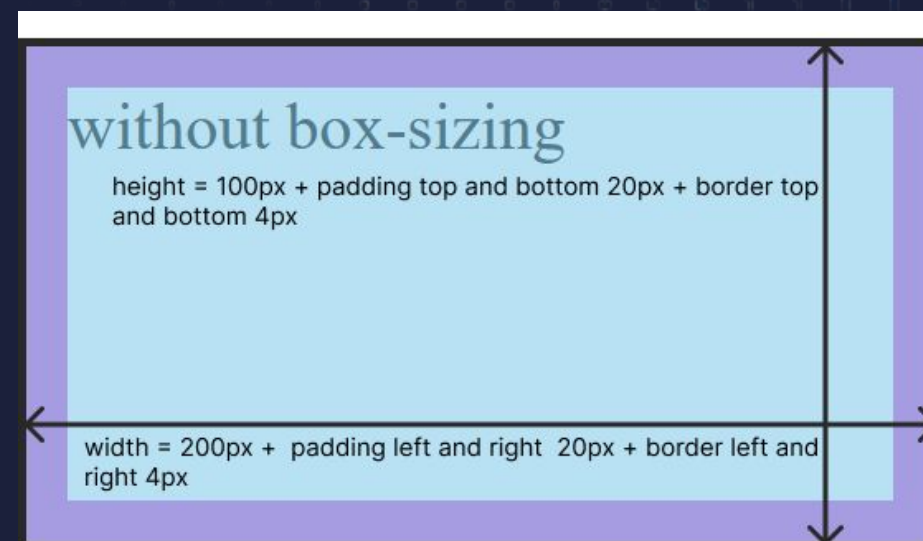 without box-sizing
height = 100px + padding top and bottom 20px + border top
and bottom 4px
width = 200px +  padding left and right  20px + border left and
right 4px